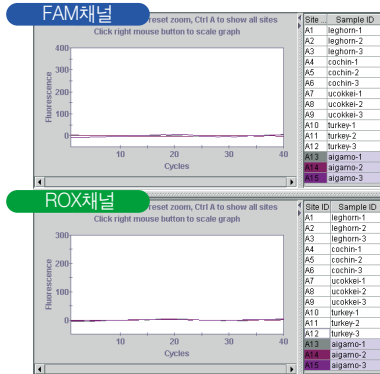 FAM채널
reset zoom, Ctrl A to show all sites
Click right mouse button to scale graph
Fluorescence
400
300
200
100
0
10 20 30 40
Cycles
Site ... Sample ID
A1 leghorn-1
A2 leghorn-2
A3 leghorn-3
A4 cochin-1
A5 cochin-2
A6 cochin-3
A7 ucokkei-1
A8 ucokkei-2
A9 ucokkei-3
A10 turkey-1
A11 turkey-2
A12 turkey-3
A13 aigamo-1
A14 aigamo-2
A15 aigamo-3
ROX채널
reset zoom, Ctrl A to show all sites
Click right mouse button to scale graph
Fluorescence
300
200
100
0
10 20 30 40
Cycles
Site ID Sample ID
A1 leghorn-1
A2 leghorn-2
A3 leghorn-3
A4 cochin-1
A5 cochin-2
A6 cochin-3
A7 ucokkei-1
A8 ucokkei-2
A9 ucokkei-3
A10 turkey-1
A11 turkey-2
A12 turkey-3
A13 aigamo-1
A14 aigamo-2
A15 aigamo-3